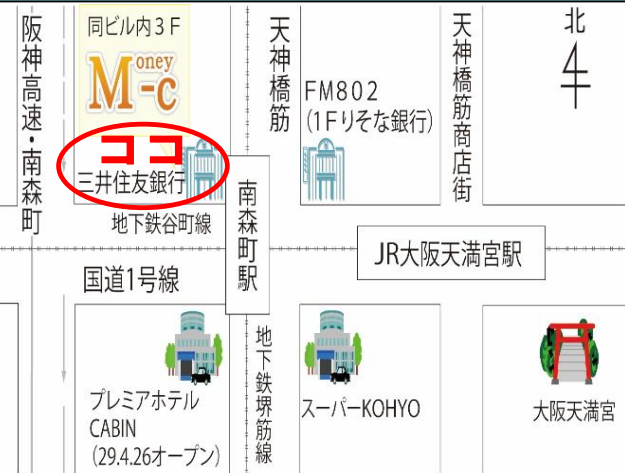 阪神高速・南森町
同ビル内3F
Money-c
ココ
三井住友銀行
地下鉄谷町線
国道1号線
南森町駅
天神橋筋
FM802
(1Fりそな銀行)
天神橋筋商店街
北
JR大阪天満宮駅
プレミアホテル
CABIN
(29.4.26オープン)
地下鉄堺筋線
スーパーKOHYO
大阪天満宮